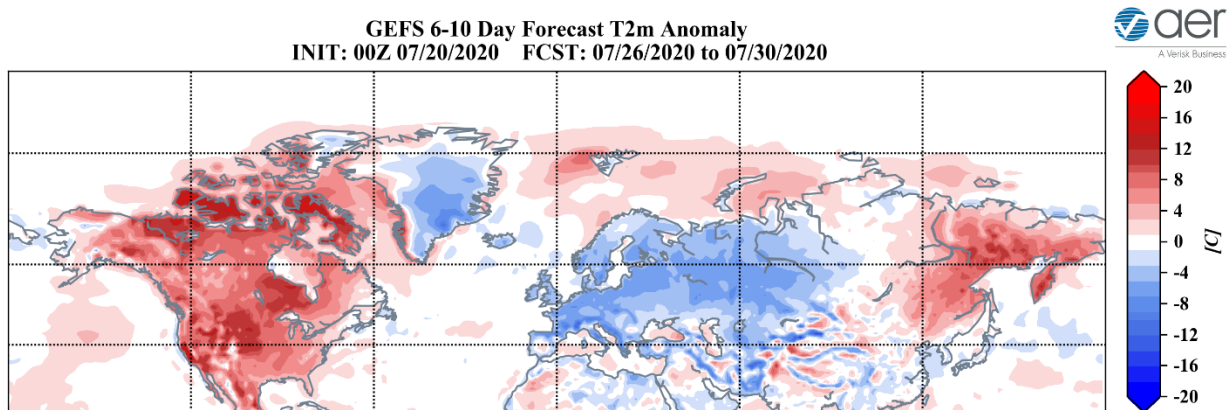 GEFS 6-10 Day Forecast T2m Anomaly
INIT: 00Z 07/20/2020 FCST: 07/26/2020 to 07/30/2020
aer
A Verisk Business
20
16
12
8
4
0
-4
-8
-12
-16
-20
[C]